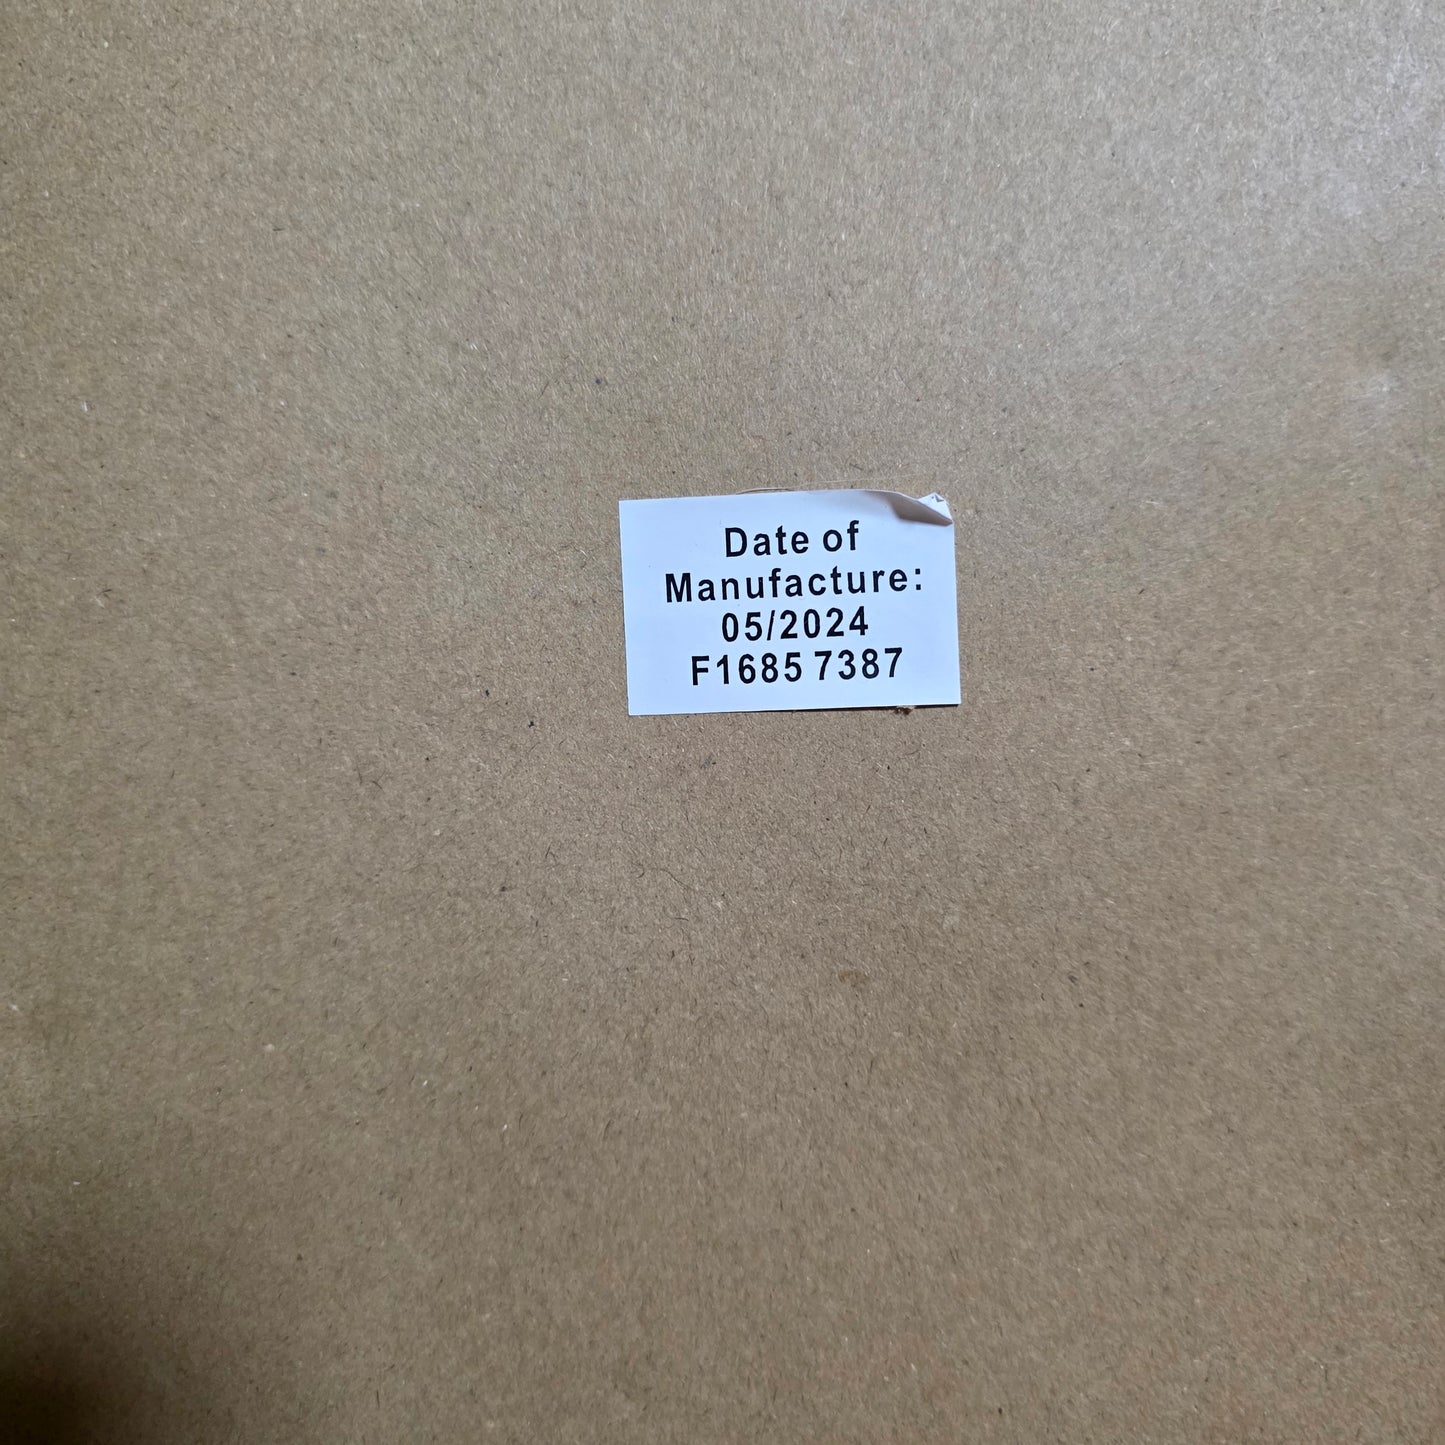 Date of
Manufacture:
05/2024
F1685 7387